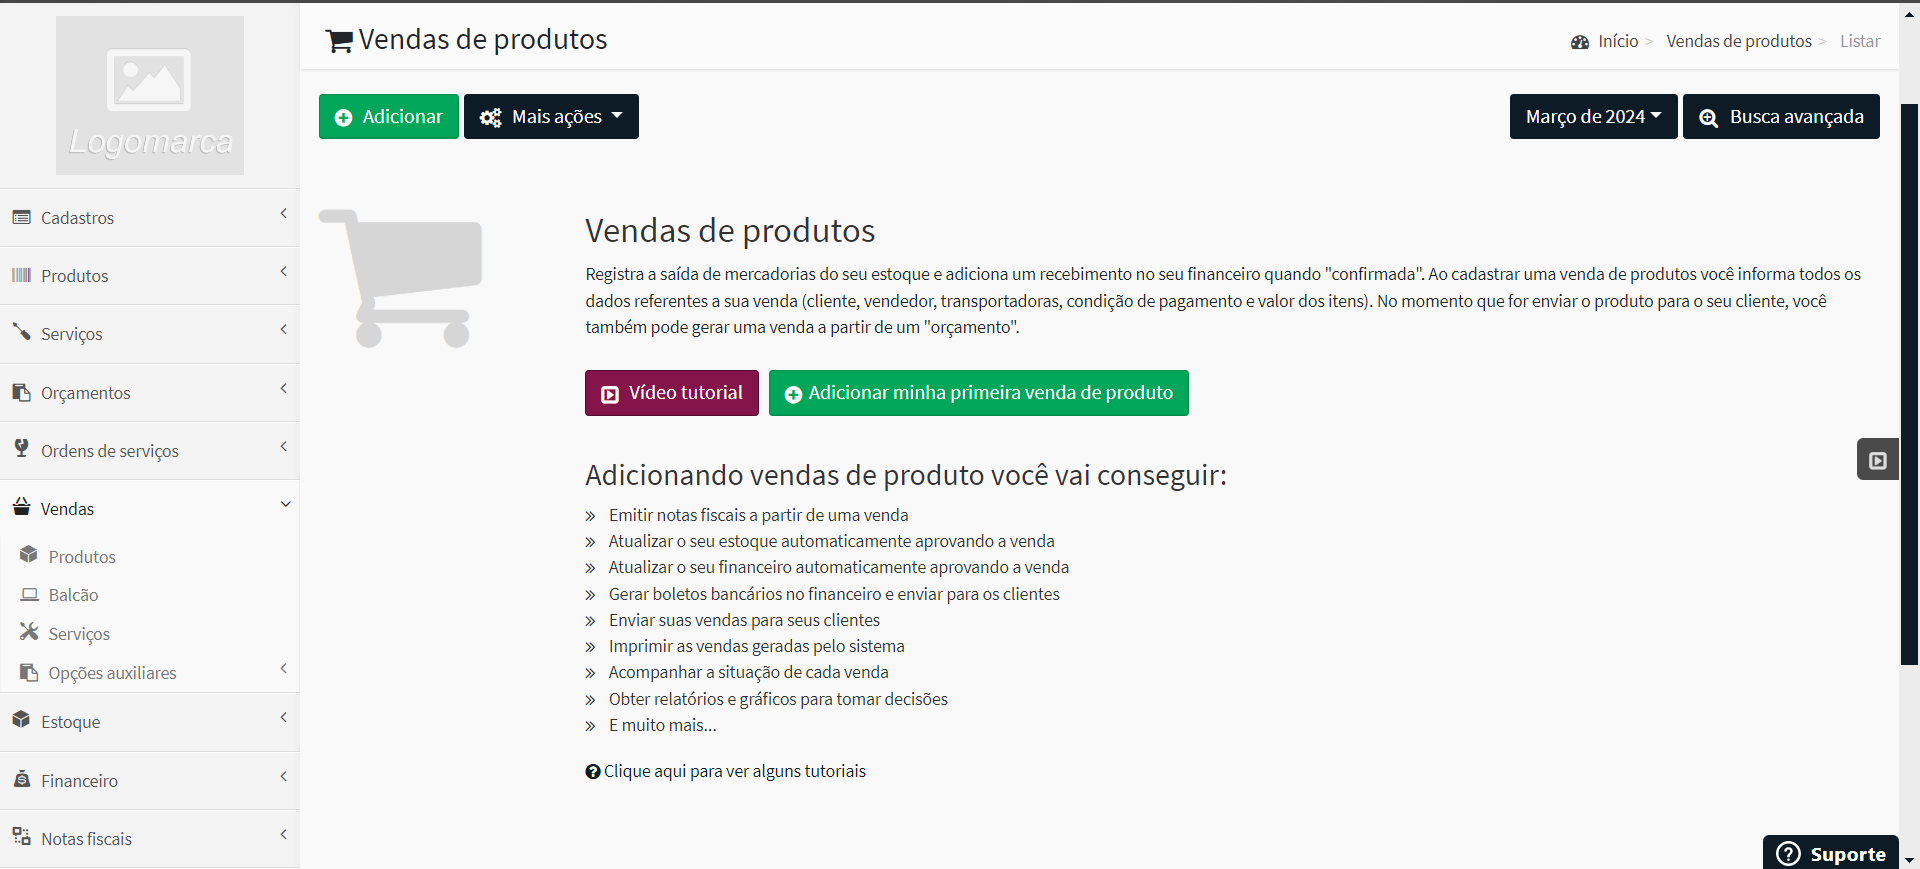 Logomarca
Cadastros
Produtos
Serviços
Orçamentos
Ordens de serviços
Vendas
Produtos
Balcão
Serviços
Opções auxiliares
Estoque
Financeiro
Notas fiscais
Vendas de produtos
Início > Vendas de produtos > Listar
Adicionar
Mais ações
Março de 2024
Busca avançada
Vendas de produtos
Registra a saída de mercadorias do seu estoque e adiciona um recebimento no seu financeiro quando "confirmada". Ao cadastrar uma venda de produtos você informa todos os
dados referentes a sua venda (cliente, vendedor, transportadoras, condição de pagamento e valor dos itens). No momento que for enviar o produto para o seu cliente, você
também pode gerar uma venda a partir de um "orçamento".
Vídeo tutorial
Adicionar minha primeira venda de produto
Adicionando vendas de produto você vai conseguir:
» Emitir notas fiscais a partir de uma venda
» Atualizar o seu estoque automaticamente aprovando a venda
» Atualizar o seu financeiro automaticamente aprovando a venda
» Gerar boletos bancários no financeiro e enviar para os clientes
» Enviar suas vendas para seus clientes
» Imprimir as vendas geradas pelo sistema
» Acompanhar a situação de cada venda
» Obter relatórios e gráficos para tomar decisões
» E muito mais...
Clique aqui para ver alguns tutoriais
Suporte